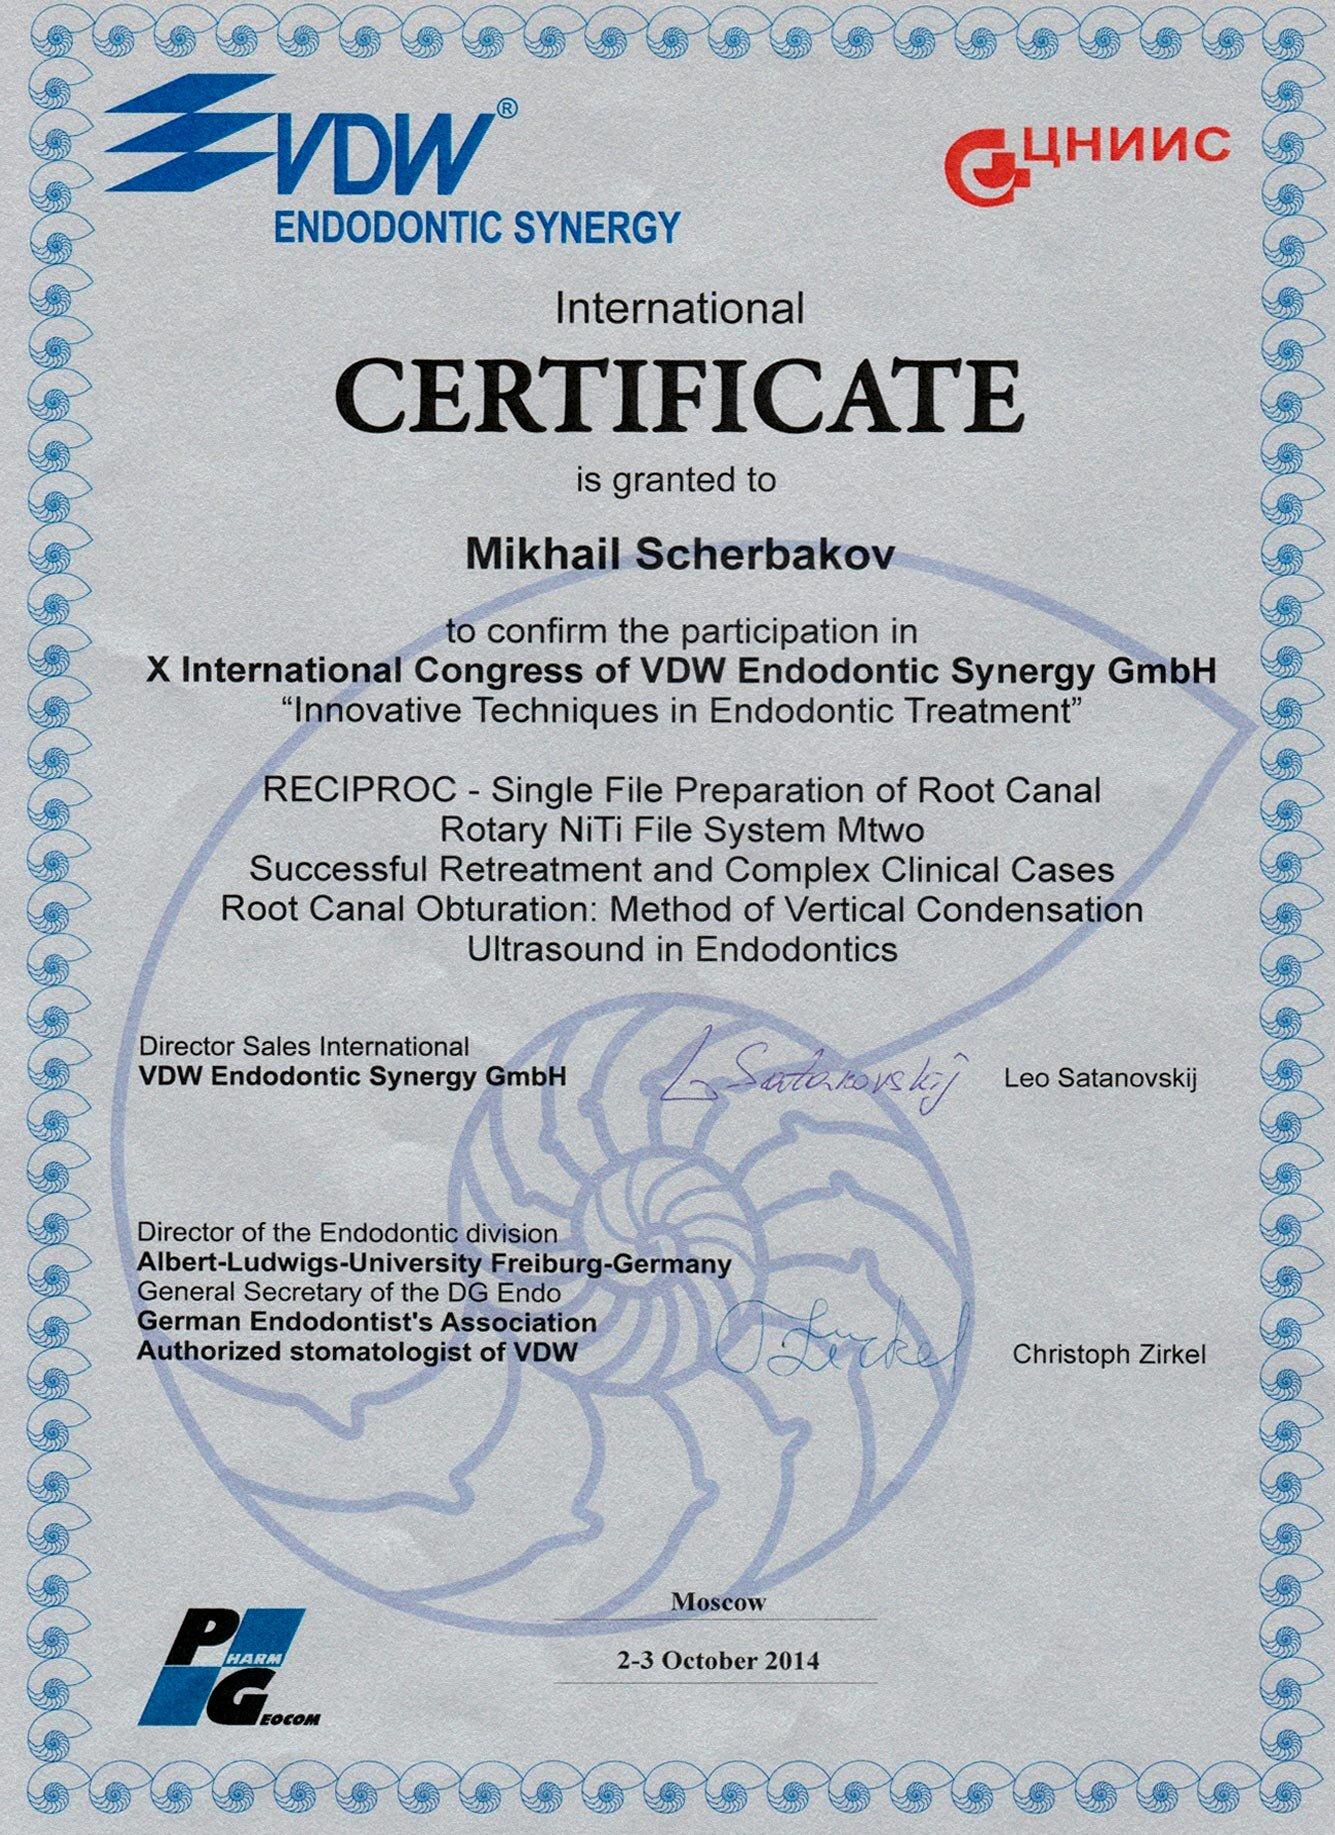 VDW®
ENDODONTIC SYNERGY
ЦНИИС
International
CERTIFICATE
is granted to
Mikhail Scherbakov
to confirm the participation in
X International Congress of VDW Endodontic Synergy GmbH
“Innovative Techniques in Endodontic Treatment”
RECIPROC - Single File Preparation of Root Canal
Rotary NiTi File System Mtwo
Successful Retreatment and Complex Clinical Cases
Root Canal Obturation: Method of Vertical Condensation
Ultrasound in Endodontics
Director Sales International
VDW Endodontic Synergy GmbH
L Satanovskij
Leo Satanovskij
Director of the Endodontic division
Albert-Ludwigs-University Freiburg-Germany
General Secretary of the DG Endo
German Endodontist's Association
Authorized stomatologist of VDW
C Zirkel
Christoph Zirkel
Moscow
2-3 October 2014
PHARM
GEOCOM